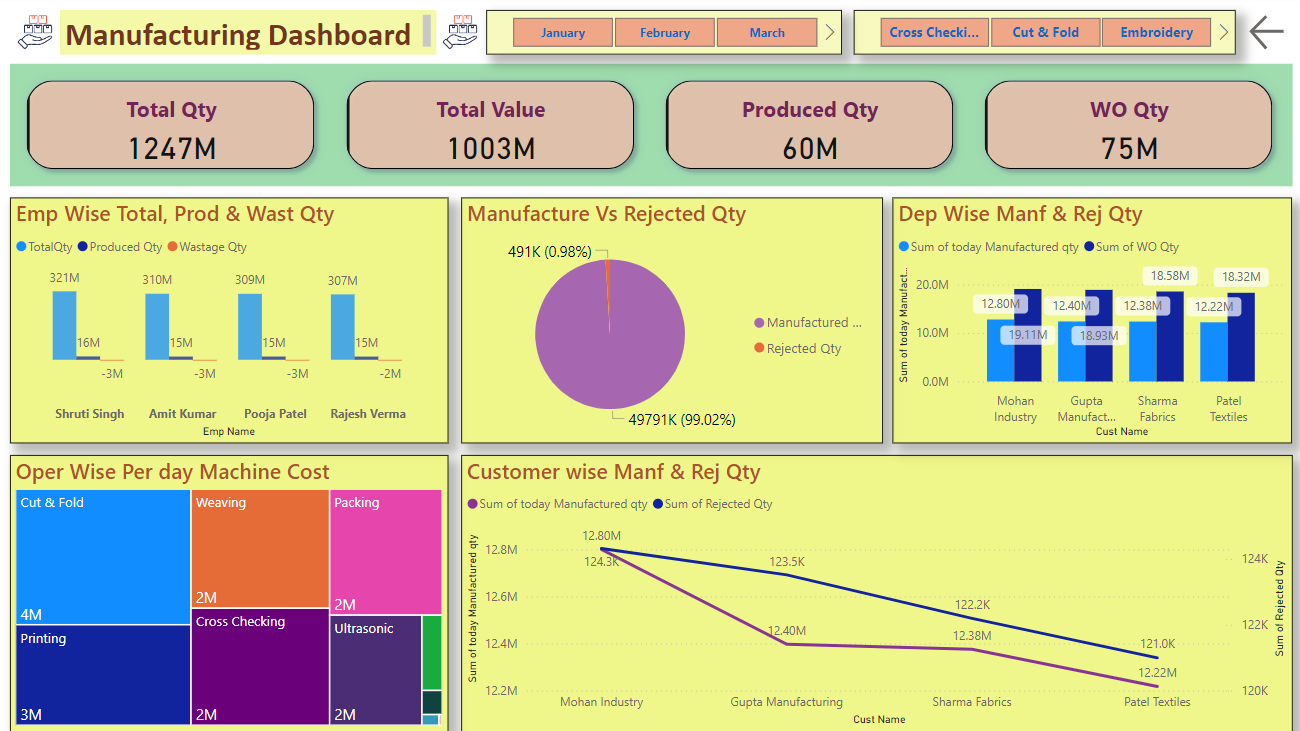 Manufacturing Dashboard
January February March
Cross Checki... Cut & Fold Embroidery
Total Qty
1247M
Total Value
1003M
Produced Qty
60M
WO Qty
75M
Emp Wise Total, Prod & Wast Qty
TotalQty Produced Qty Wastage Qty
321M 310M 309M 307M
16M 15M 15M 15M
-3M -3M -3M -2M
Shruti Singh Amit Kumar Pooja Patel Rajesh Verma
Emp Name
Manufacture Vs Rejected Qty
491K (0.98%)
Manufactured ...
Rejected Qty
49791K (99.02%)
Dep Wise Manf & Rej Qty
Sum of today Manufactured qty Sum of WO Qty
Sum of today Manufact...
20.0M
10.0M
0.0M
18.58M 18.32M
12.80M 12.40M 12.38M 12.22M
19.11M 18.93M
Mohan Industry
Gupta Manufact...
Sharma Fabrics
Patel Textiles
Cust Name
Oper Wise Per day Machine Cost
Cut & Fold
4M
Printing
3M
Weaving
2M
Cross Checking
2M
Packing
2M
Ultrasonic
2M
Customer wise Manf & Rej Qty
Sum of today Manufactured qty Sum of Rejected Qty
Sum of today Manufactured qty
12.8M
12.6M
12.4M
12.2M
12.80M
124.3K
123.5K
12.40M
122.2K
12.38M
121.0K
12.22M
124K
122K
120K
Sum of Rejected Qty
Mohan Industry Gupta Manufacturing Sharma Fabrics Patel Textiles
Cust Name